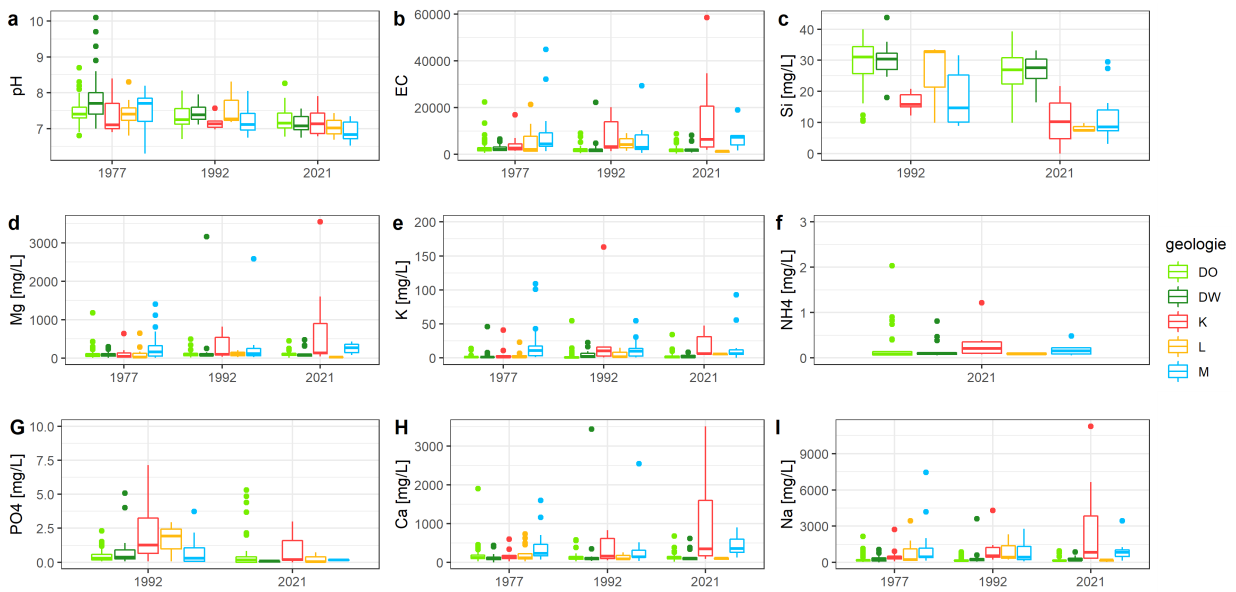 a
pH
10
9
8
7
1977
1992
2021
b
EC
60000
40000
20000
0
1977
1992
2021
c
Si [mg/L]
40
30
20
10
0
1992
2021
d
Mg [mg/L]
3000
2000
1000
0
1977
1992
2021
e
K [mg/L]
200
150
100
50
0
1977
1992
2021
f
NH4 [mg/L]
3
2
1
0
2021
geologie
DO
DW
K
L
M
G
PO4 [mg/L]
10.0
7.5
5.0
2.5
0.0
1992
2021
H
Ca [mg/L]
3000
2000
1000
0
1977
1992
2021
I
Na [mg/L]
9000
6000
3000
0
1977
1992
2021